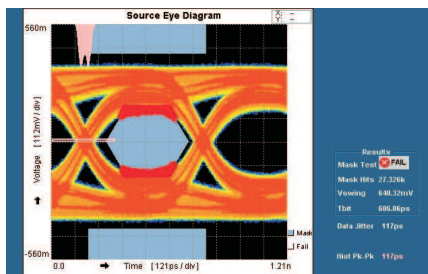 Source Eye Diagram
X:
Y:
560m
Voltage [112mV / div]
-560m
0.0
Time [121ps / div]
1.21n
Mask
Fail
Results
Mask Test FAIL
Mask Hits 27.326k
Vswing 640.32mV
Tbit 606.06ps
Data Jitter 117ps
Hist Pk-Pk 117ps